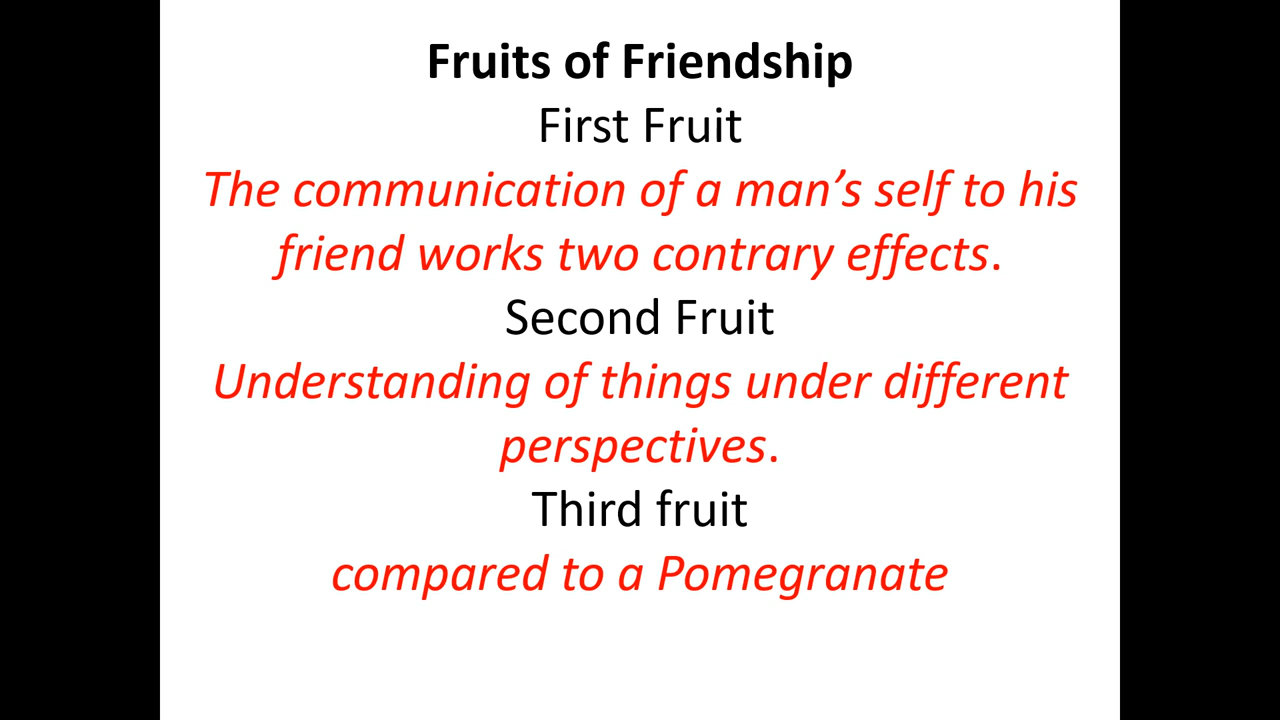 Fruits of Friendship
First Fruit
The communication of a man’s self to his
friend works two contrary effects.
Second Fruit
Understanding of things under different
perspectives.
Third fruit
compared to a Pomegranate